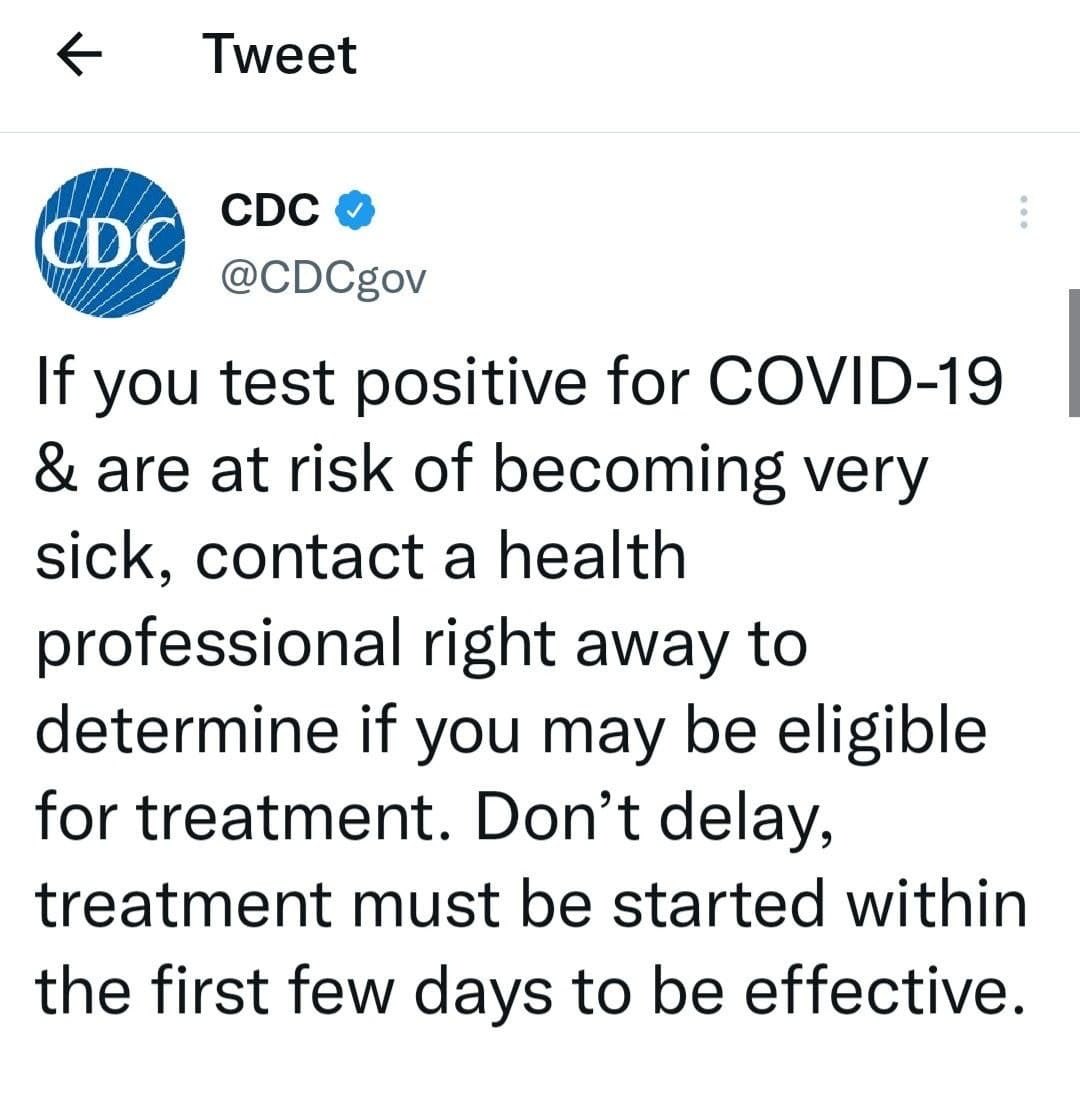 Tweet
CDC
CDC
@CDCgov
If you test positive for COVID-19
& are at risk of becoming very
sick, contact a health
professional right away to
determine if you may be eligible
for treatment. Don’t delay,
treatment must be started within
the first few days to be effective.